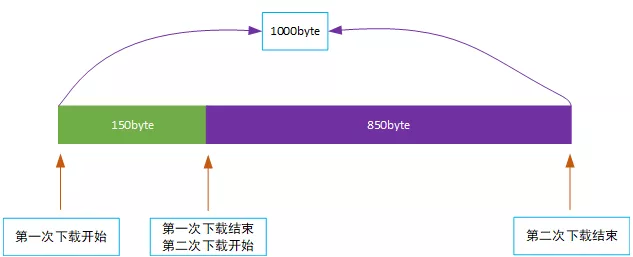 1000byte
150byte
850byte
第一次下载开始
第一次下载结束
第二次下载开始
第二次下载结束